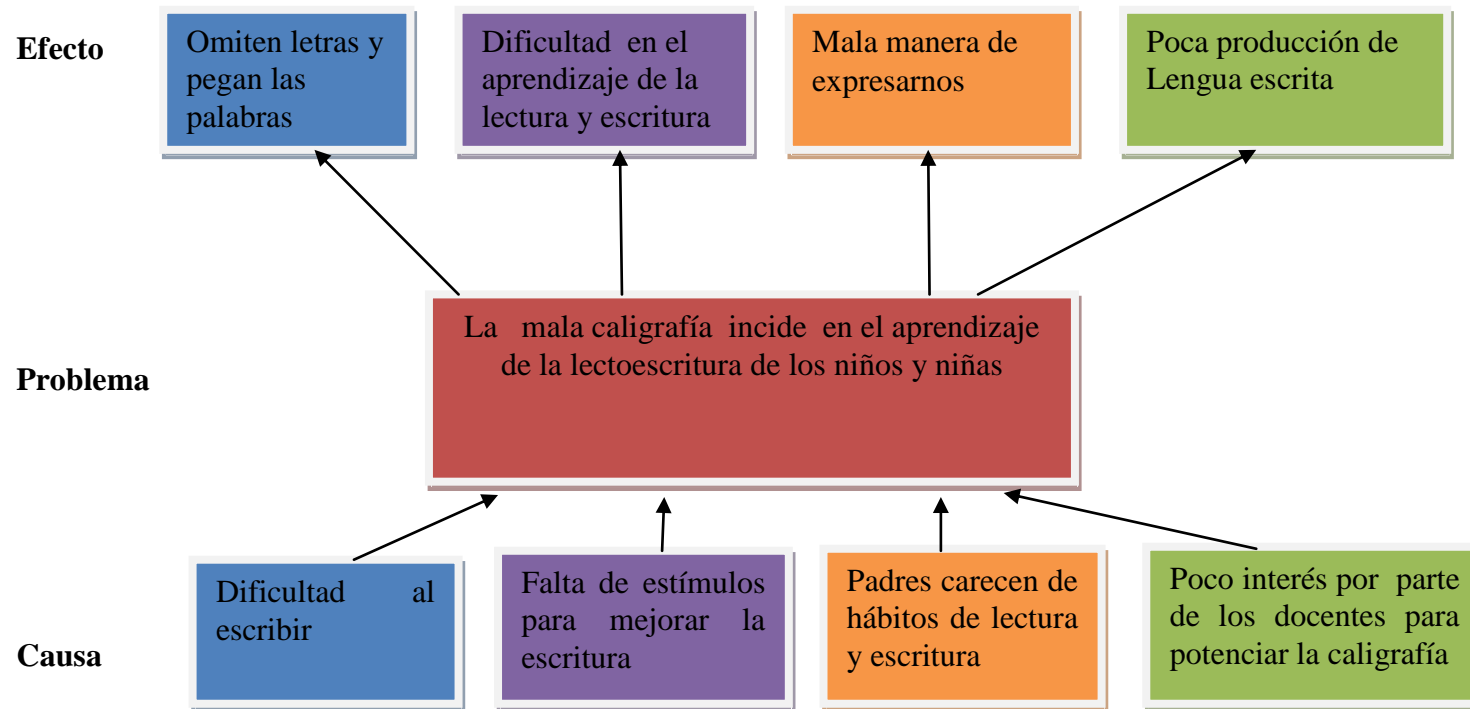 Efecto
Omiten letras y
pegan las
palabras
Dificultad en el
aprendizaje de la
lectura y escritura
Mala manera de
expresarnos
Poca producción de
Lengua escrita
Problema
La mala caligrafía incide en el aprendizaje
de la lectoescritura de los niños y niñas
Causa
Dificultad al
escribir
Falta de estímulos
para mejorar la
escritura
Padres carecen de
hábitos de lectura
y escritura
Poco interés por parte
de los docentes para
potenciar la caligrafía